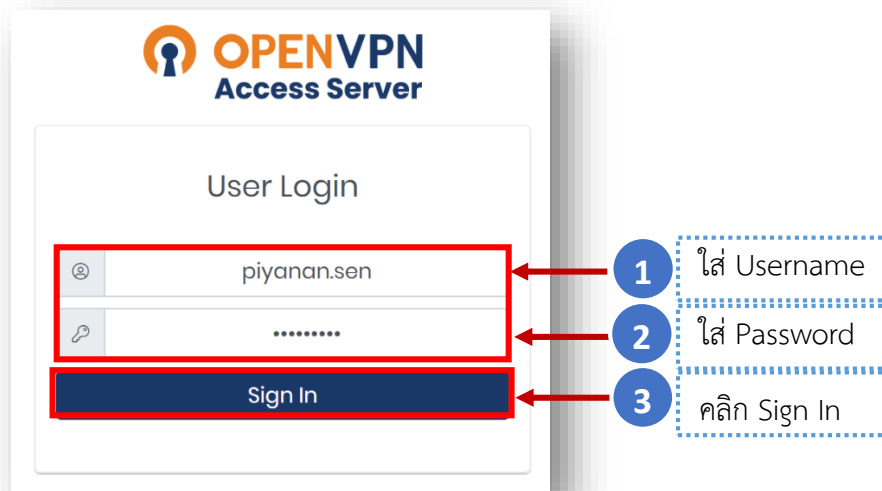 OPENVPN
Access Server
User Login
piyanan.sen
•••••••••
Sign In
1 ใส่ Username
2 ใส่ Password
3 คลิก Sign In